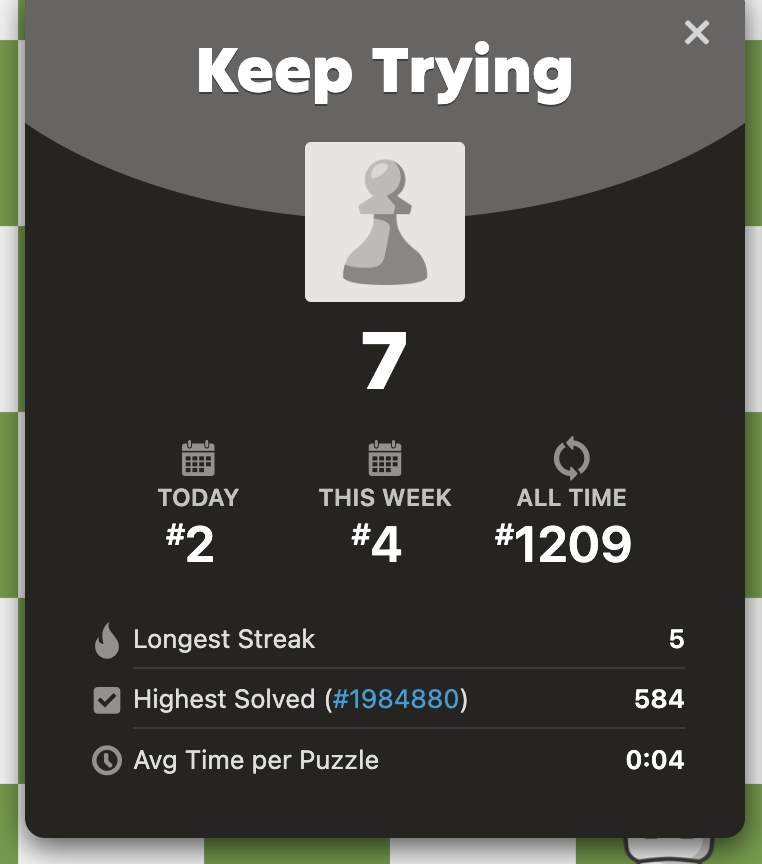 Keep Trying
7
TODAY
THIS WEEK
ALL TIME
#2
#4
#1209
Longest Streak 5
Highest Solved (#1984880) 584
Avg Time per Puzzle 0:04